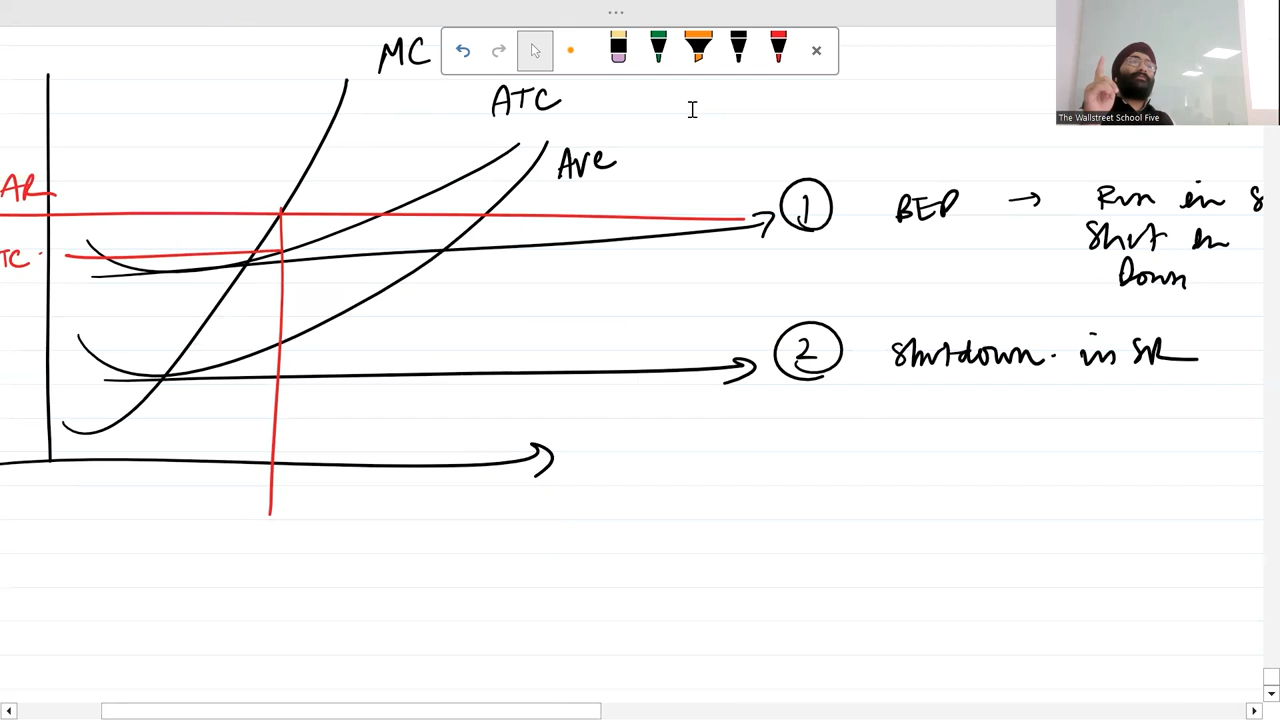 MC
ATC
AVC
The Wallstreet School Five
AR
TC
1 BEP → Run in S
Shut in
Down
2 Shutdown. in SR